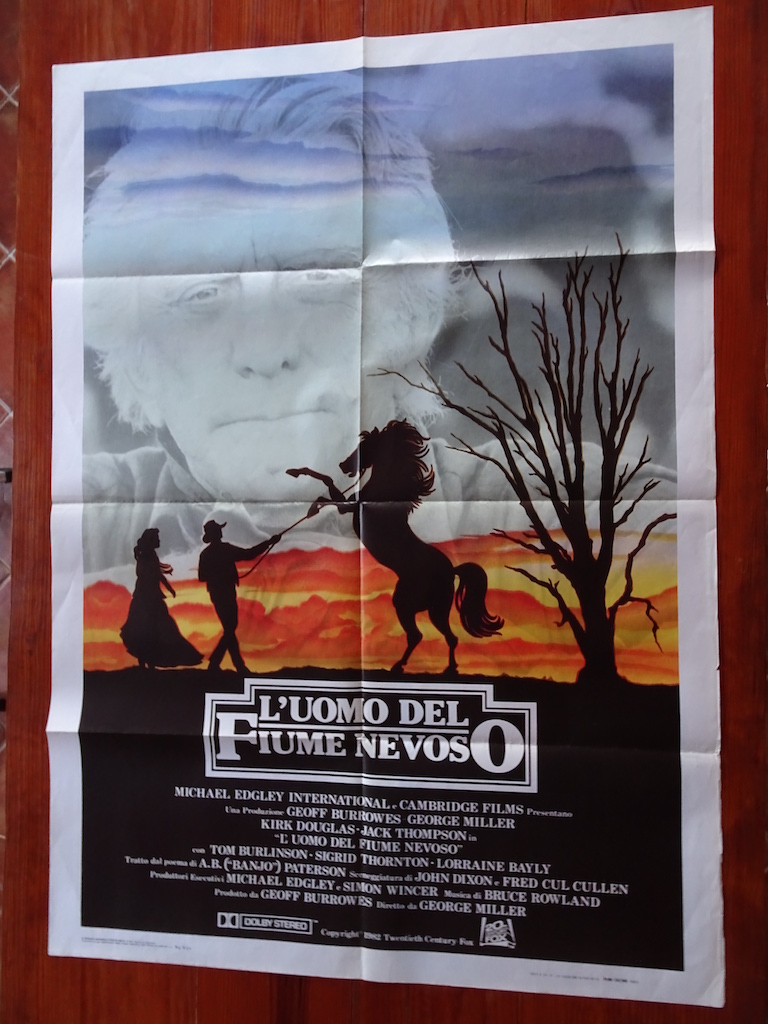 L'UOMO DEL
FIUME NEVOSO
MICHAEL EDGLEY INTERNATIONAL e CAMBRIDGE FILMS Presentano
Una Produzione GEOFF BURROWES - GEORGE MILLER
KIRK DOUGLAS - JACK THOMPSON in
"L'UOMO DEL FIUME NEVOSO"
con TOM BURLINSON - SIGRID THORNTON - LORRAINE BAYLY
Tratto dal poema di A.B. ("BANJO") PATERSON Sceneggiatura di JOHN DIXON e FRED CUL CULLEN
Produttori Esecutivi MICHAEL EDGLEY e SIMON WINCER Musica di BRUCE ROWLAND
Prodotto da GEOFF BURROWES Diretto da GEORGE MILLER
DOLBY STEREO
Copyright 1982 Twentieth Century Fox